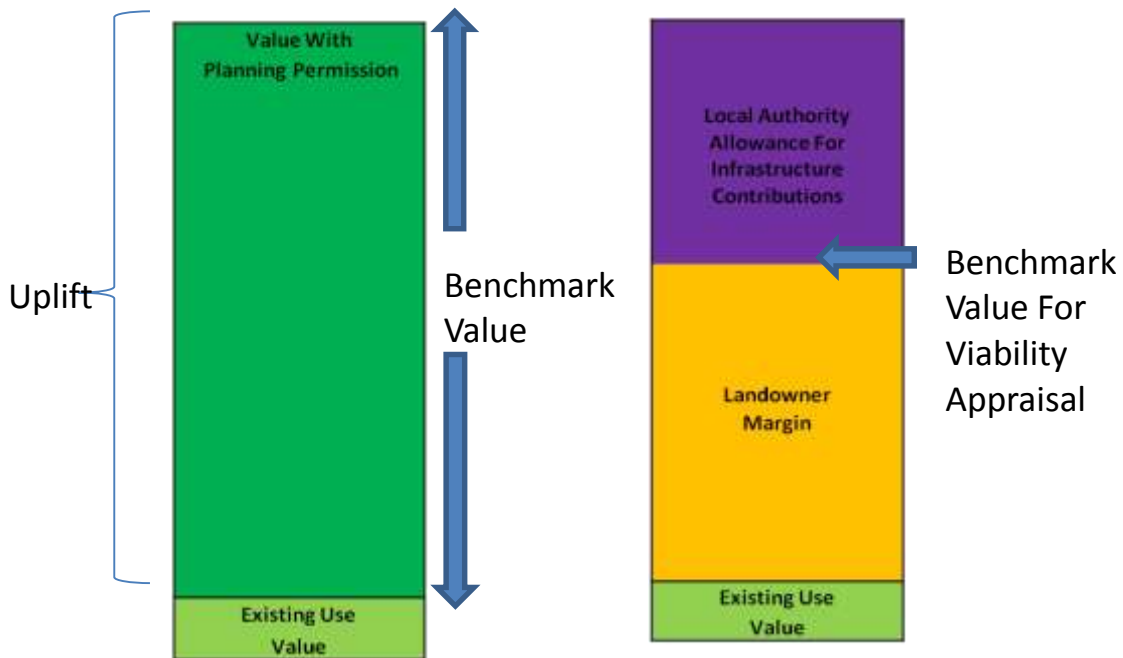 Value With
Planning Permission
Uplift
Benchmark
Value
Existing Use
Value
Local Authority
Allowance For
Infrastructure
Contributions
Benchmark
Value For
Viability
Appraisal
Landowner
Margin
Existing Use
Value